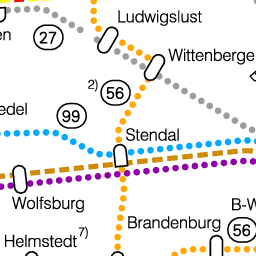 Ludwigslust
en
27
Wittenberge
2)
56
edel
99
Stendal
Wolfsburg
B-W
Brandenburg
56
Helmstedt 7)